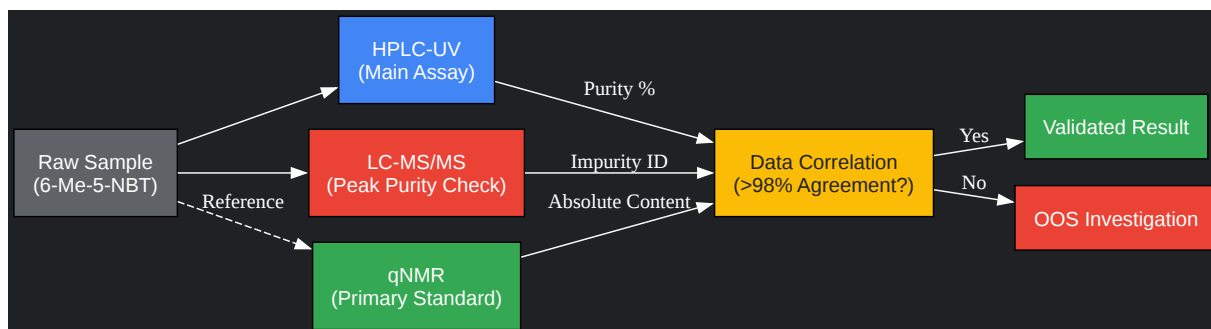 HPLC-UV
(Main Assay)
Purity %
Raw Sample
(6-Me-5-NBT)
LC-MS/MS
(Peak Purity Check)
Impurity ID
Data Correlation
(>98% Agreement?)
Yes
Validated Result
No
OOS Investigation
Reference
Absolute Content
qNMR
(Primary Standard)